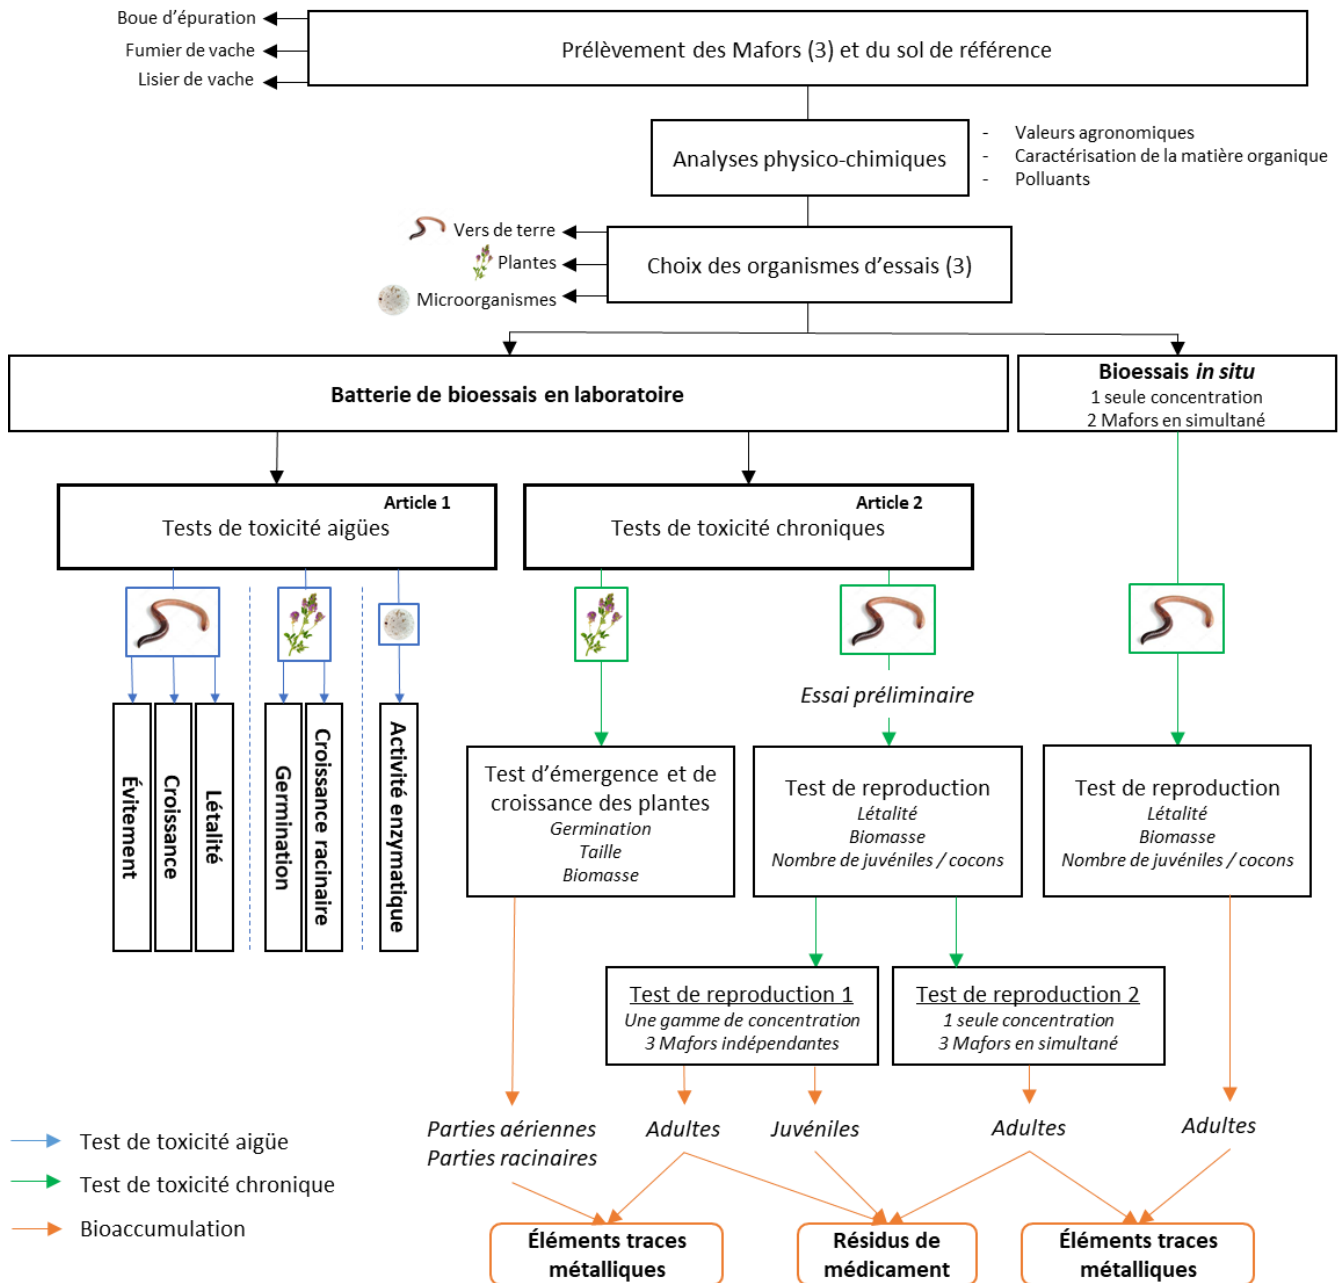 Boue d’épuration
Fumier de vache
Lisier de vache
Prélèvement des Mafors (3) et du sol de référence
Analyses physico-chimiques
- Valeurs agronomiques
- Caractérisation de la matière organique
- Polluants
Vers de terre
Plantes
Microorganismes
Choix des organismes d’essais (3)
Batterie de bioessais en laboratoire
Bioessais in situ
1 seule concentration
2 Mafors en simultané
Article 1
Tests de toxicité aigües
Article 2
Tests de toxicité chroniques
Évitement
Croissance
Létalité
Germination
Croissance racinaire
Activité enzymatique
Essai préliminaire
Test d’émergence et de
croissance des plantes
Germination
Taille
Biomasse
Test de reproduction
Létalité
Biomasse
Nombre de juvéniles / cocons
Test de reproduction
Létalité
Biomasse
Nombre de juvéniles / cocons
Test de reproduction 1
Une gamme de concentration
3 Mafors indépendantes
Test de reproduction 2
1 seule concentration
3 Mafors en simultané
Parties aériennes
Parties racinaires
Adultes
Juvéniles
Adultes
Adultes
Test de toxicité aigüe
Test de toxicité chronique
Bioaccumulation
Éléments traces
métalliques
Résidus de
médicament
Éléments traces
métalliques